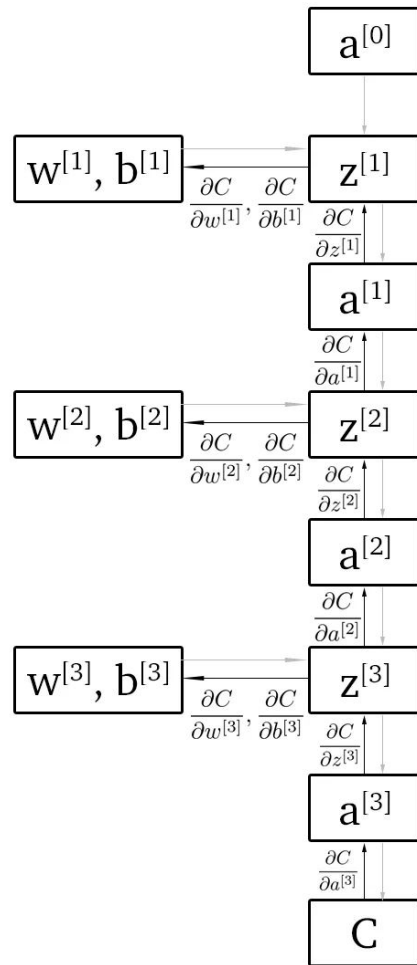 a^[0]
w^[1], b^[1] z^[1]
∂C/∂w^[1], ∂C/∂b^[1] ∂C/∂z^[1]
a^[1]
∂C/∂a^[1]
w^[2], b^[2] z^[2]
∂C/∂w^[2], ∂C/∂b^[2] ∂C/∂z^[2]
a^[2]
∂C/∂a^[2]
w^[3], b^[3] z^[3]
∂C/∂w^[3], ∂C/∂b^[3] ∂C/∂z^[3]
a^[3]
∂C/∂a^[3]
C